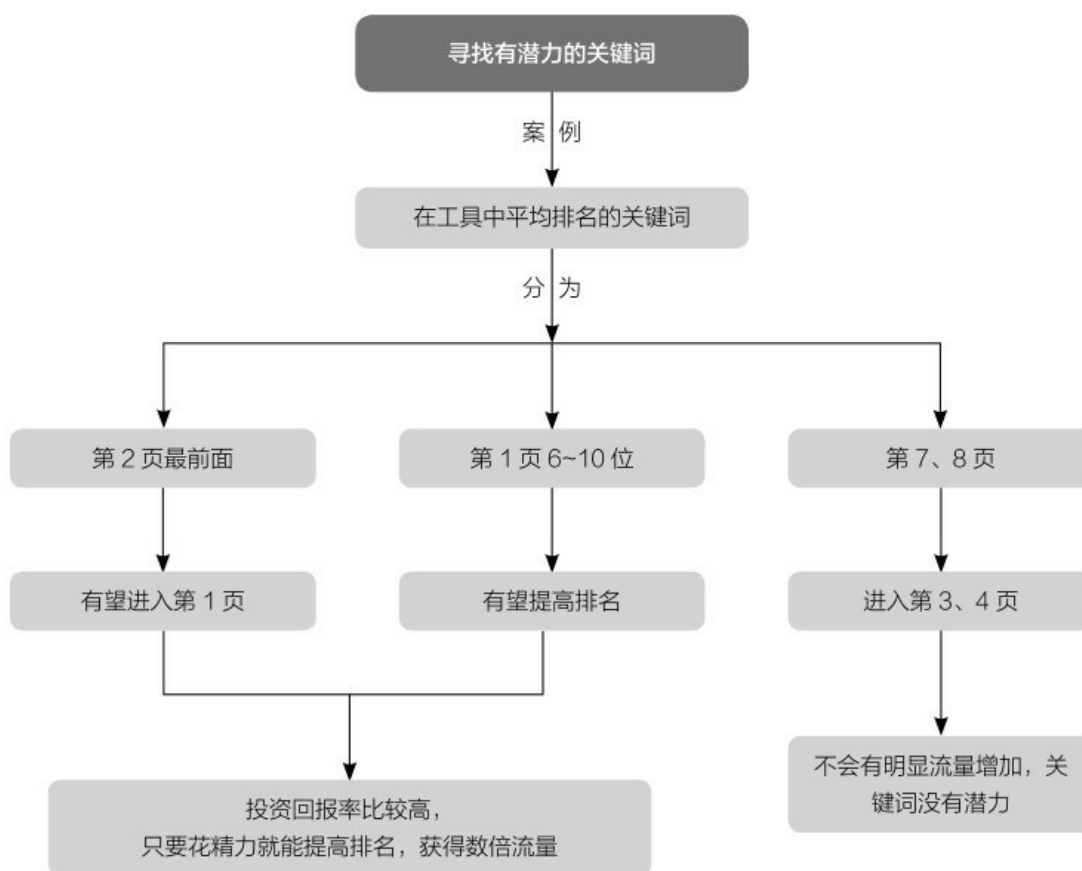 寻找有潜力的关键词
案 例
在工具中平均排名的关键词
分 为
第 2 页最前面
第 1 页 6~10 位
第 7、8 页
有望进入第 1 页
有望提高排名
进入第 3、4 页
投资回报率比较高，
只要花精力就能提高排名，获得数倍流量
不会有明显流量增加，关
键词没有潜力